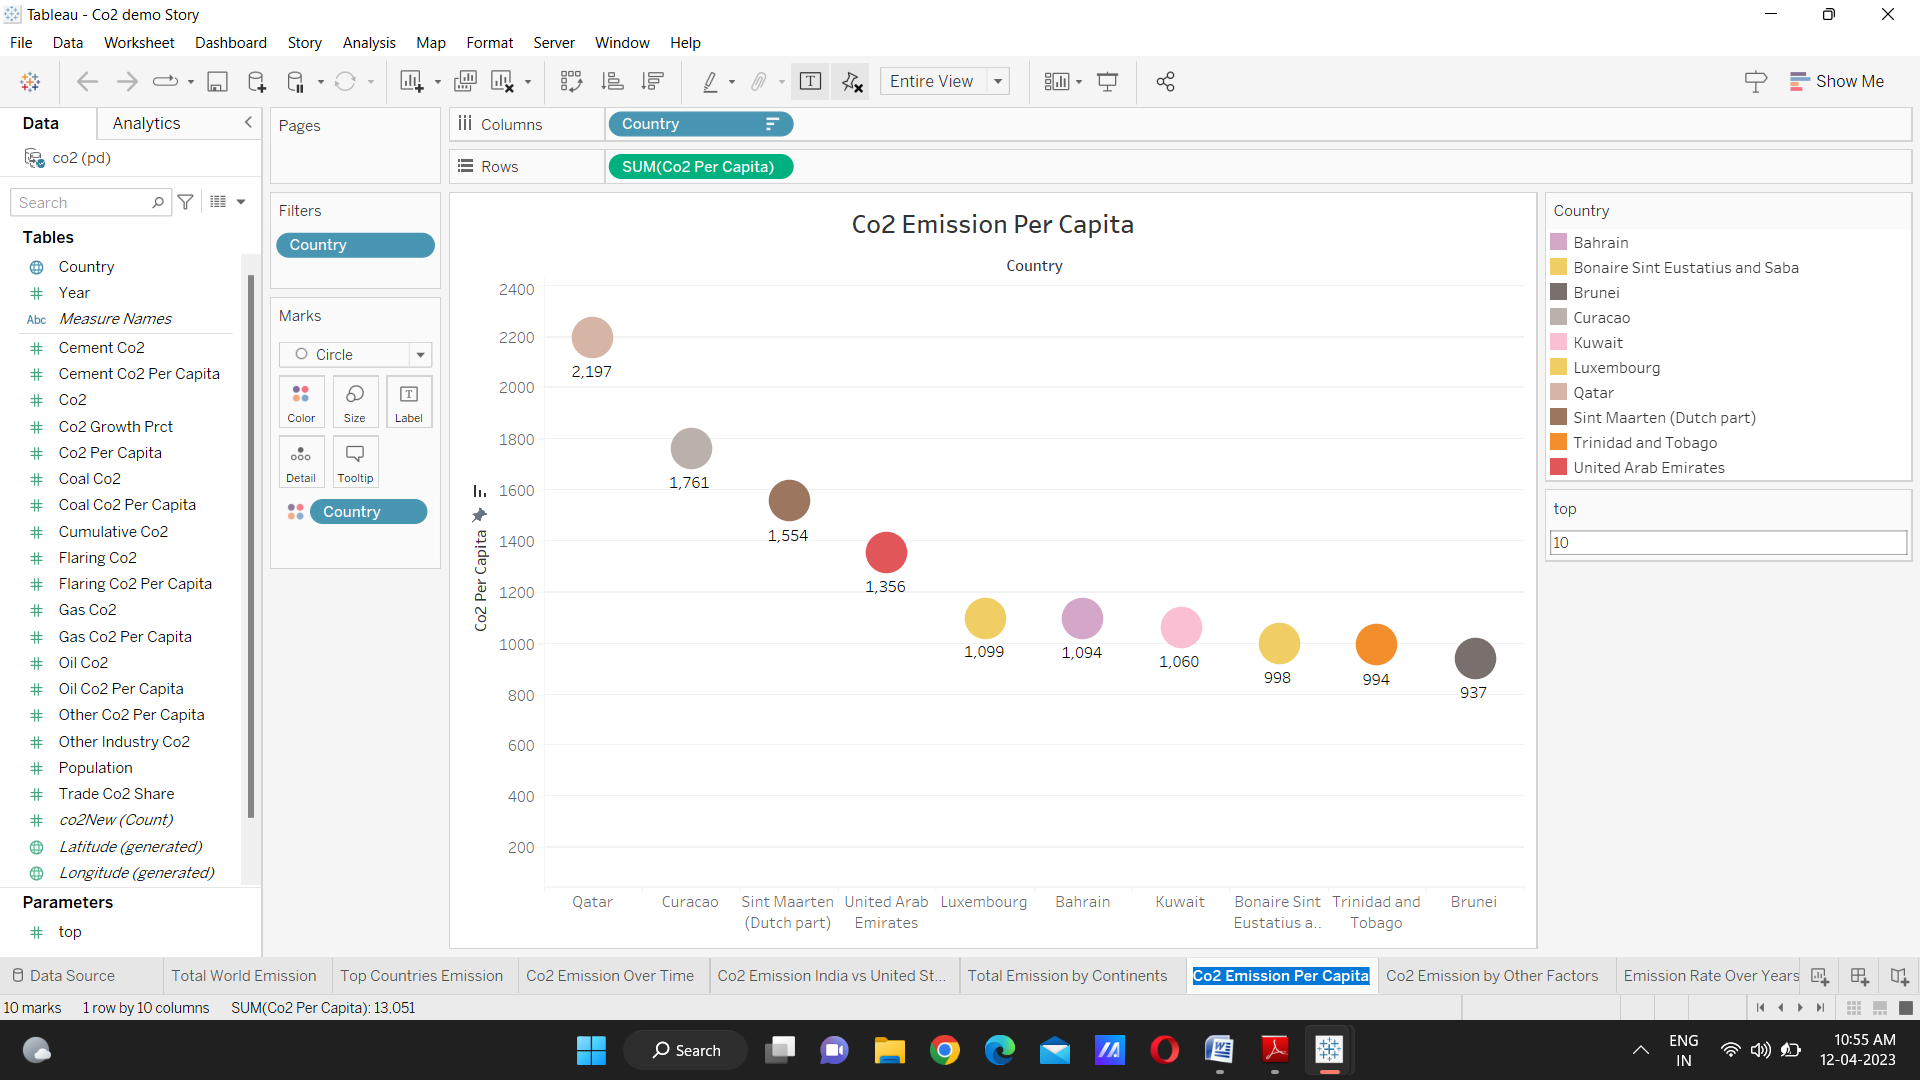 Tableau - Co2 demo Story
File Data Worksheet Dashboard Story Analysis Map Format Server Window Help
Entire View
Show Me
Data Analytics
co2 (pd)
Search
Tables
Country
Year
Abc Measure Names
Cement Co2
Cement Co2 Per Capita
Co2
Co2 Growth Prct
Co2 Per Capita
Coal Co2
Coal Co2 Per Capita
Cumulative Co2
Flaring Co2
Flaring Co2 Per Capita
Gas Co2
Gas Co2 Per Capita
Oil Co2
Oil Co2 Per Capita
Other Co2 Per Capita
Other Industry Co2
Population
Trade Co2 Share
co2New (Count)
Latitude (generated)
Longitude (generated)
Parameters
top
Pages
Filters
Country
Marks
Circle
Color Size Label
Detail Tooltip
Country
Columns Country
Rows SUM(Co2 Per Capita)
Co2 Emission Per Capita
Country
Co2 Per Capita
2400
2200
2000
1800
1600
1400
1200
1000
800
600
400
200
2,197
1,761
1,554
1,356
1,099
1,094
1,060
998
994
937
Qatar
Curacao
Sint Maarten
(Dutch part)
United Arab
Emirates
Luxembourg
Bahrain
Kuwait
Bonaire Sint
Eustatius a..
Trinidad and
Tobago
Brunei
Country
Bahrain
Bonaire Sint Eustatius and Saba
Brunei
Curacao
Kuwait
Luxembourg
Qatar
Sint Maarten (Dutch part)
Trinidad and Tobago
United Arab Emirates
top
10
Data Source Total World Emission Top Countries Emission Co2 Emission Over Time Co2 Emission India vs United St... Total Emission by Continents Co2 Emission Per Capita Co2 Emission by Other Factors Emission Rate Over Years
10 marks 1 row by 10 columns SUM(Co2 Per Capita): 13,051
Search
ENG
IN
10:55 AM
12-04-2023